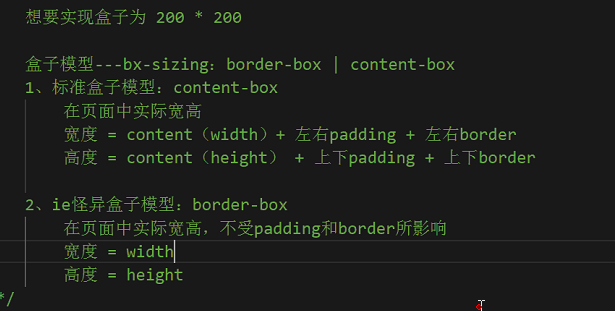 想要实现盒子为 200 * 200
盒子模型---bx-sizing：border-box | content-box
1、标准盒子模型：content-box
在页面中实际宽高
宽度 = content（width）+ 左右padding + 左右border
高度 = content（height） + 上下padding + 上下border
2、ie怪异盒子模型：border-box
在页面中实际宽高，不受padding和border所影响
宽度 = width
高度 = height
*/